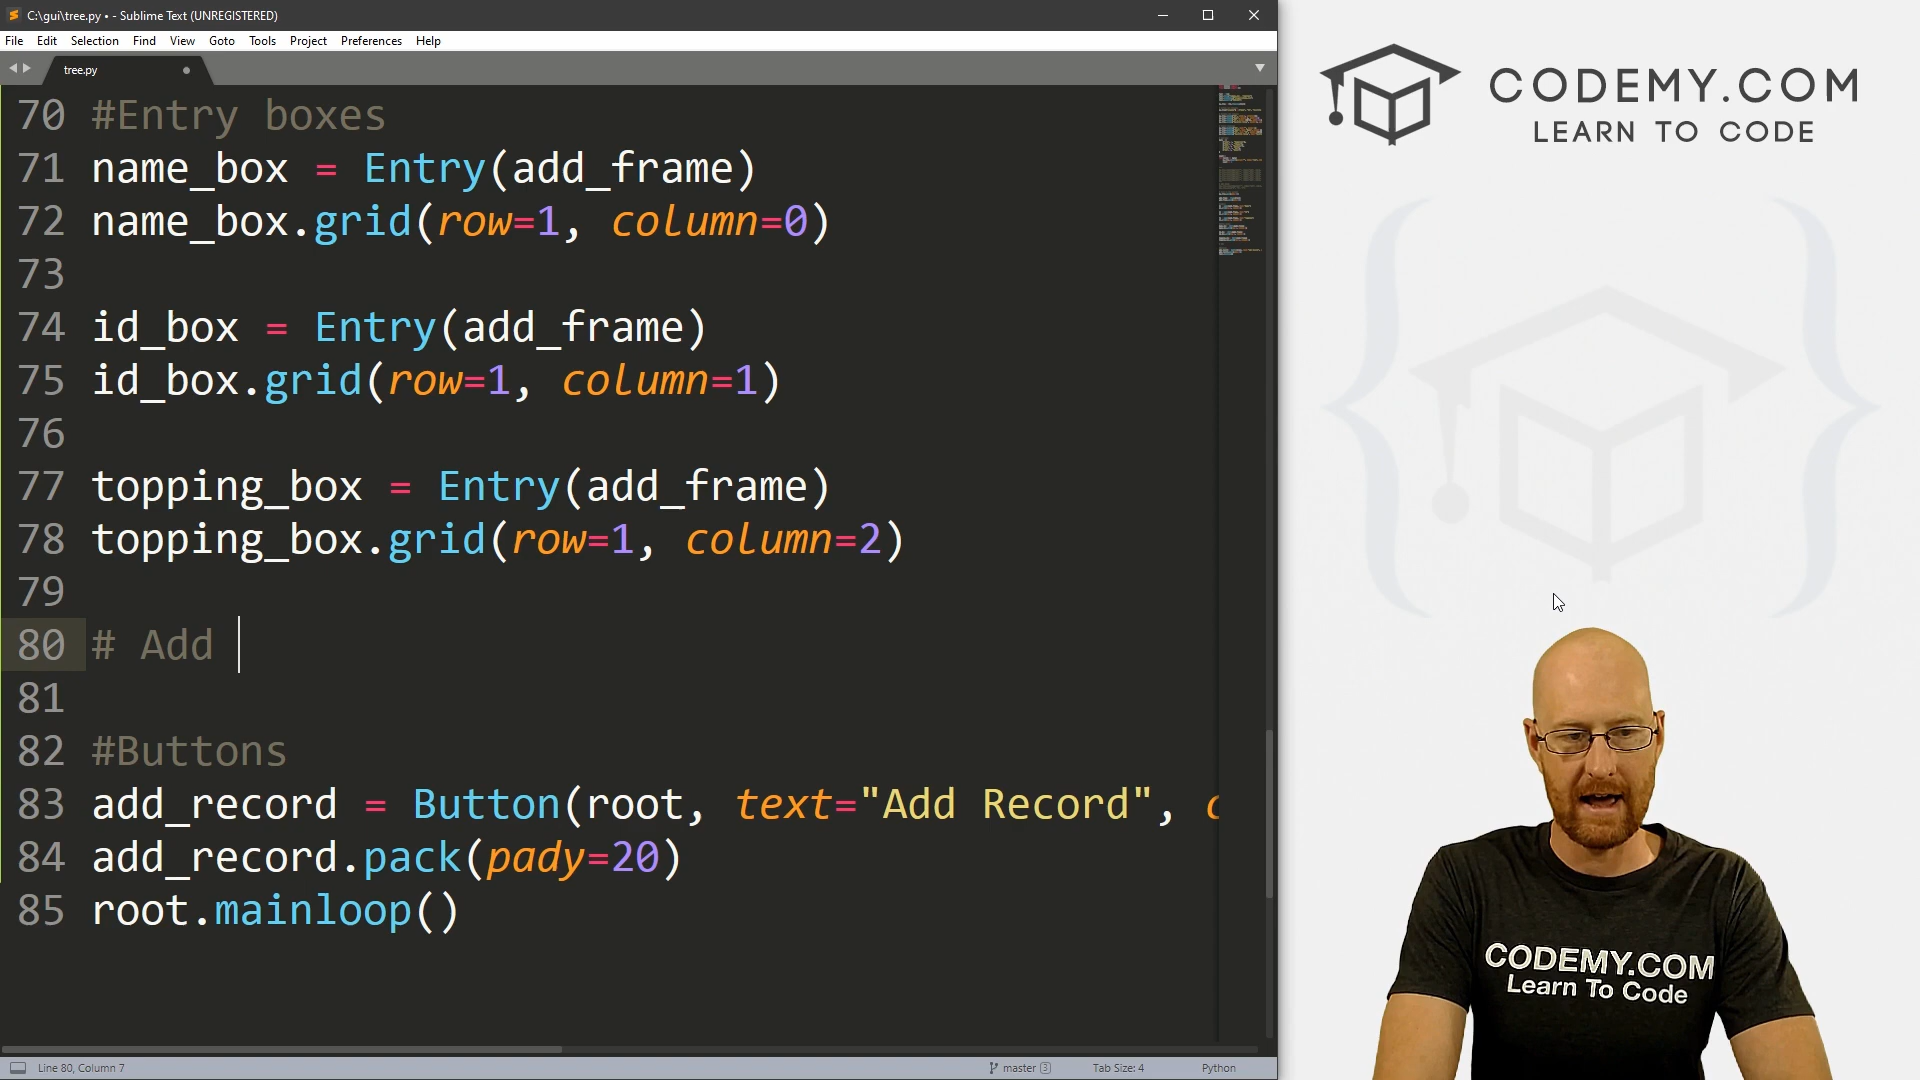 C:\gui\tree.py • - Sublime Text (UNREGISTERED)
File Edit Selection Find View Goto Tools Project Preferences Help
tree.py
70 #Entry boxes
71 name_box = Entry(add_frame)
72 name_box.grid(row=1, column=0)
73
74 id_box = Entry(add_frame)
75 id_box.grid(row=1, column=1)
76
77 topping_box = Entry(add_frame)
78 topping_box.grid(row=1, column=2)
79
80 # Add
81
82 #Buttons
83 add_record = Button(root, text="Add Record", c
84 add_record.pack(pady=20)
85 root.mainloop()
Line 80, Column 7
master 3
Tab Size: 4
Python
CODEMY.COM
LEARN TO CODE
CODEMY.COM
Learn To Code